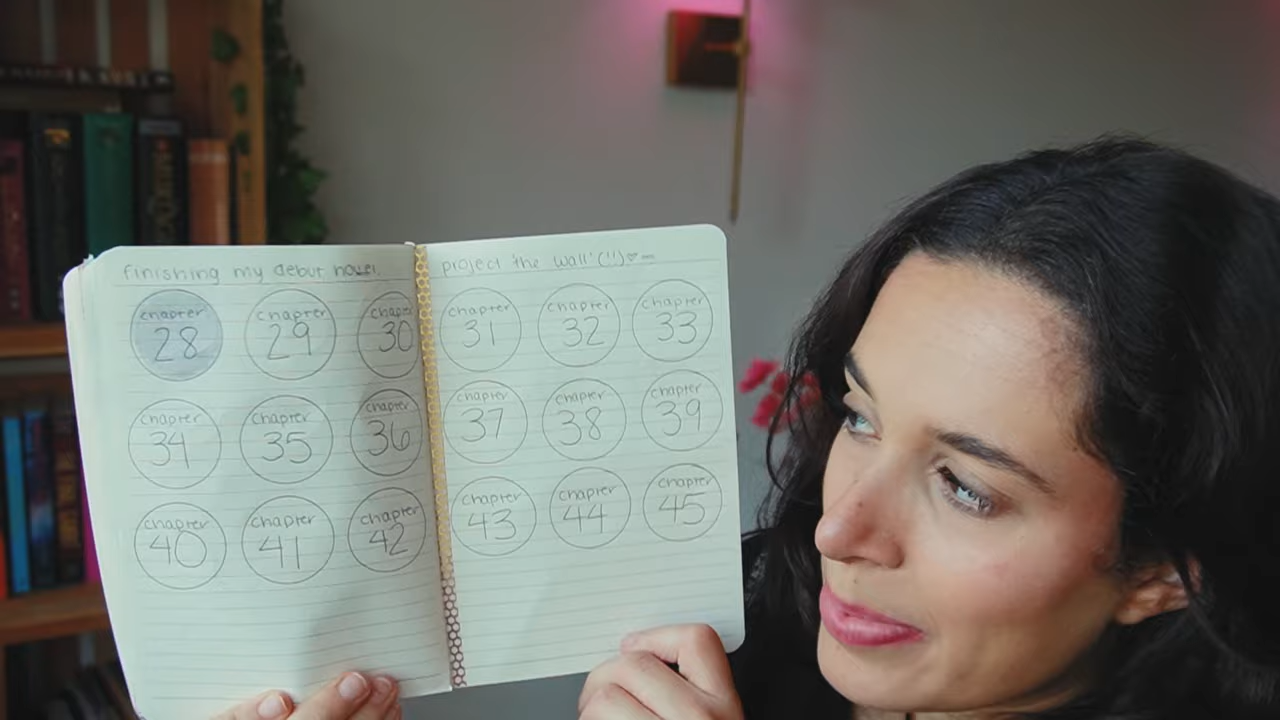 finishing my debut novel. project 'the wall' (!!) ♡ –
chapter 28 chapter 29 chapter 30 chapter 31 chapter 32 chapter 33
chapter 34 chapter 35 chapter 36 chapter 37 chapter 38 chapter 39
chapter 40 chapter 41 chapter 42 chapter 43 chapter 44 chapter 45